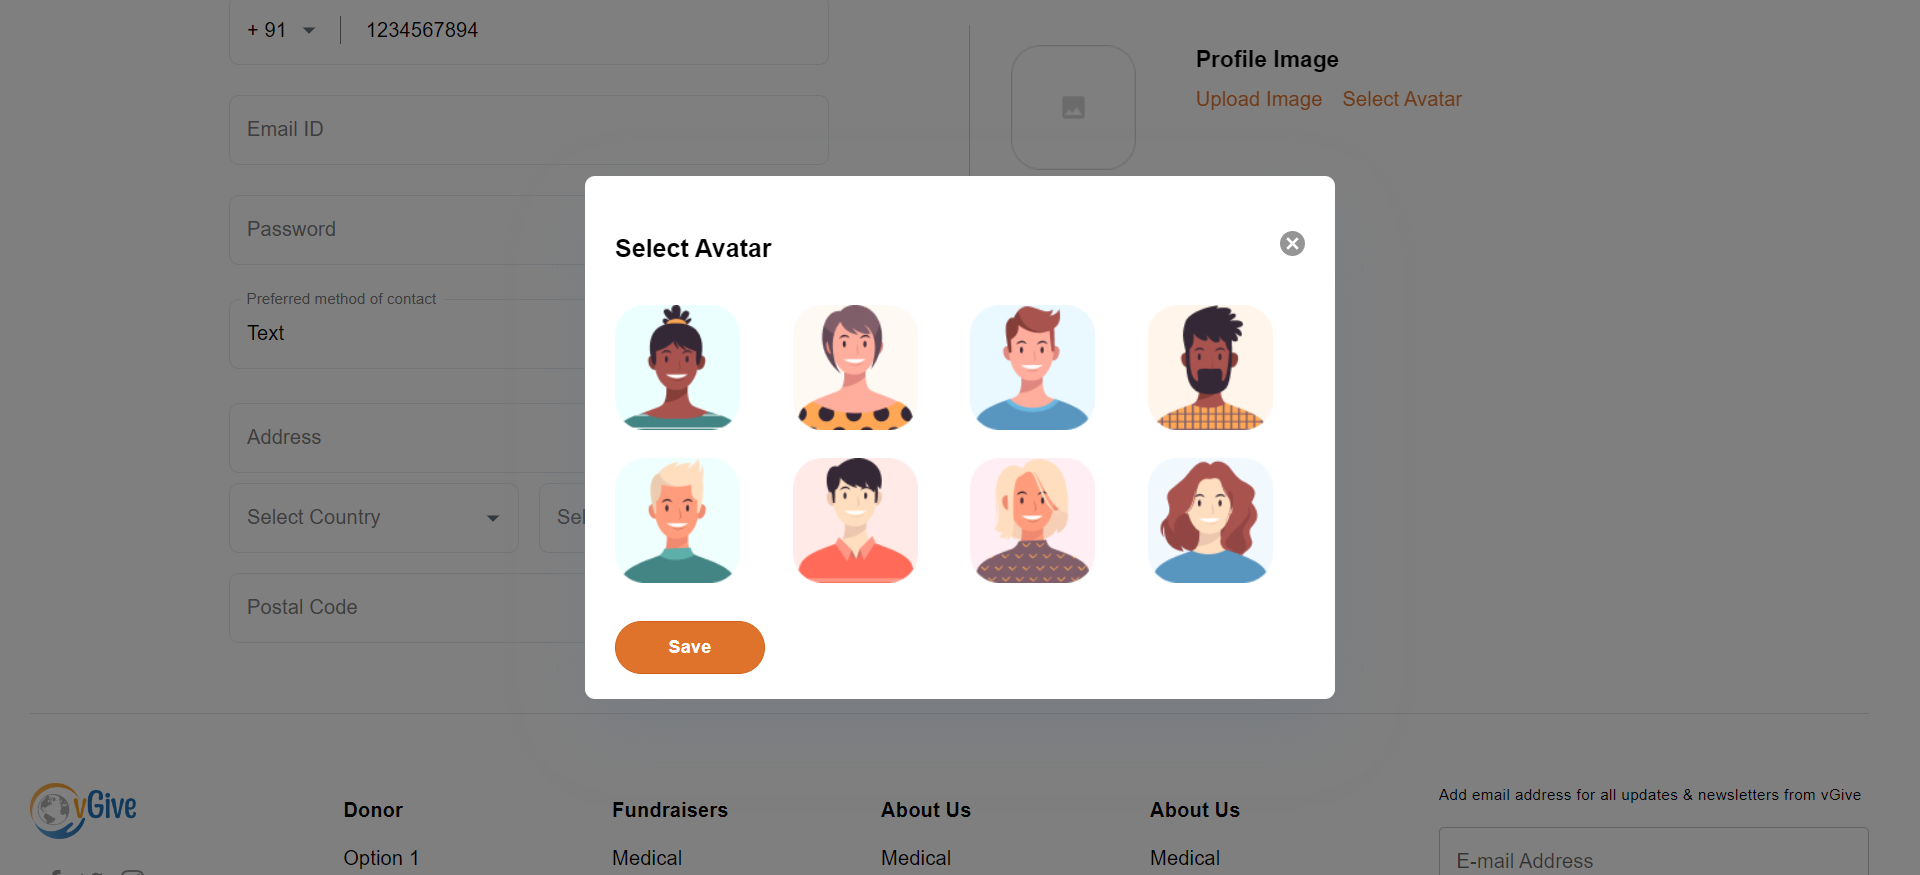 + 91 1234567894
Email ID
Password
Preferred method of contact
Text
Address
Select Country
Sel
Postal Code
Profile Image
Upload Image Select Avatar
Select Avatar
Save
vGive
Donor
Option 1
Fundraisers
Medical
About Us
Medical
About Us
Medical
Add email address for all updates & newsletters from vGive
E-mail Address